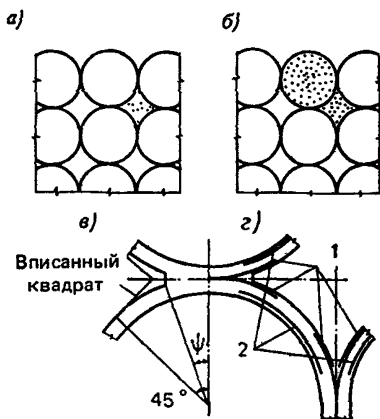 а)
б)
в)
г)
1
Вписанный
квадрат
ψ
2
45°